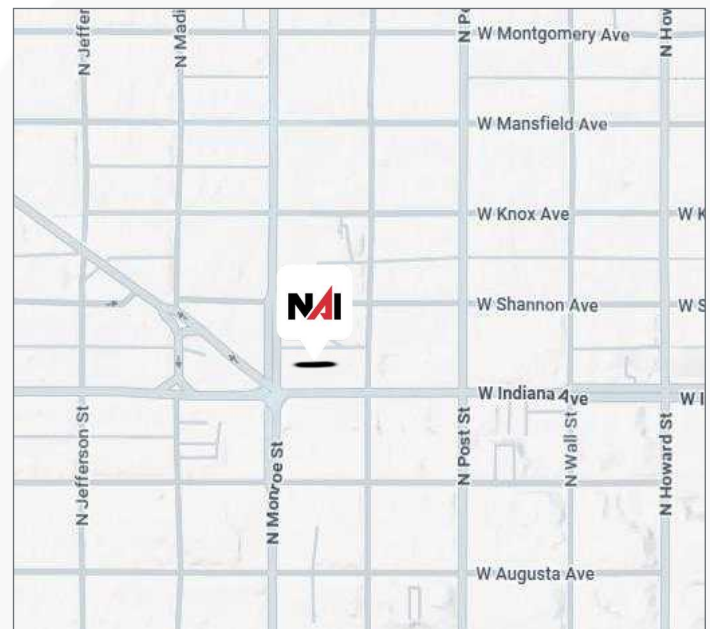 N Jeffer
N Madi
N Po
N How
W Montgomery Ave
W Mansfield Ave
W Knox Ave
W K
NAI
W Shannon Ave
W S
W Indiana Ave
W I
N Jefferson St
N Monroe St
N Post St
N Wall St
N Howard St
W Augusta Ave